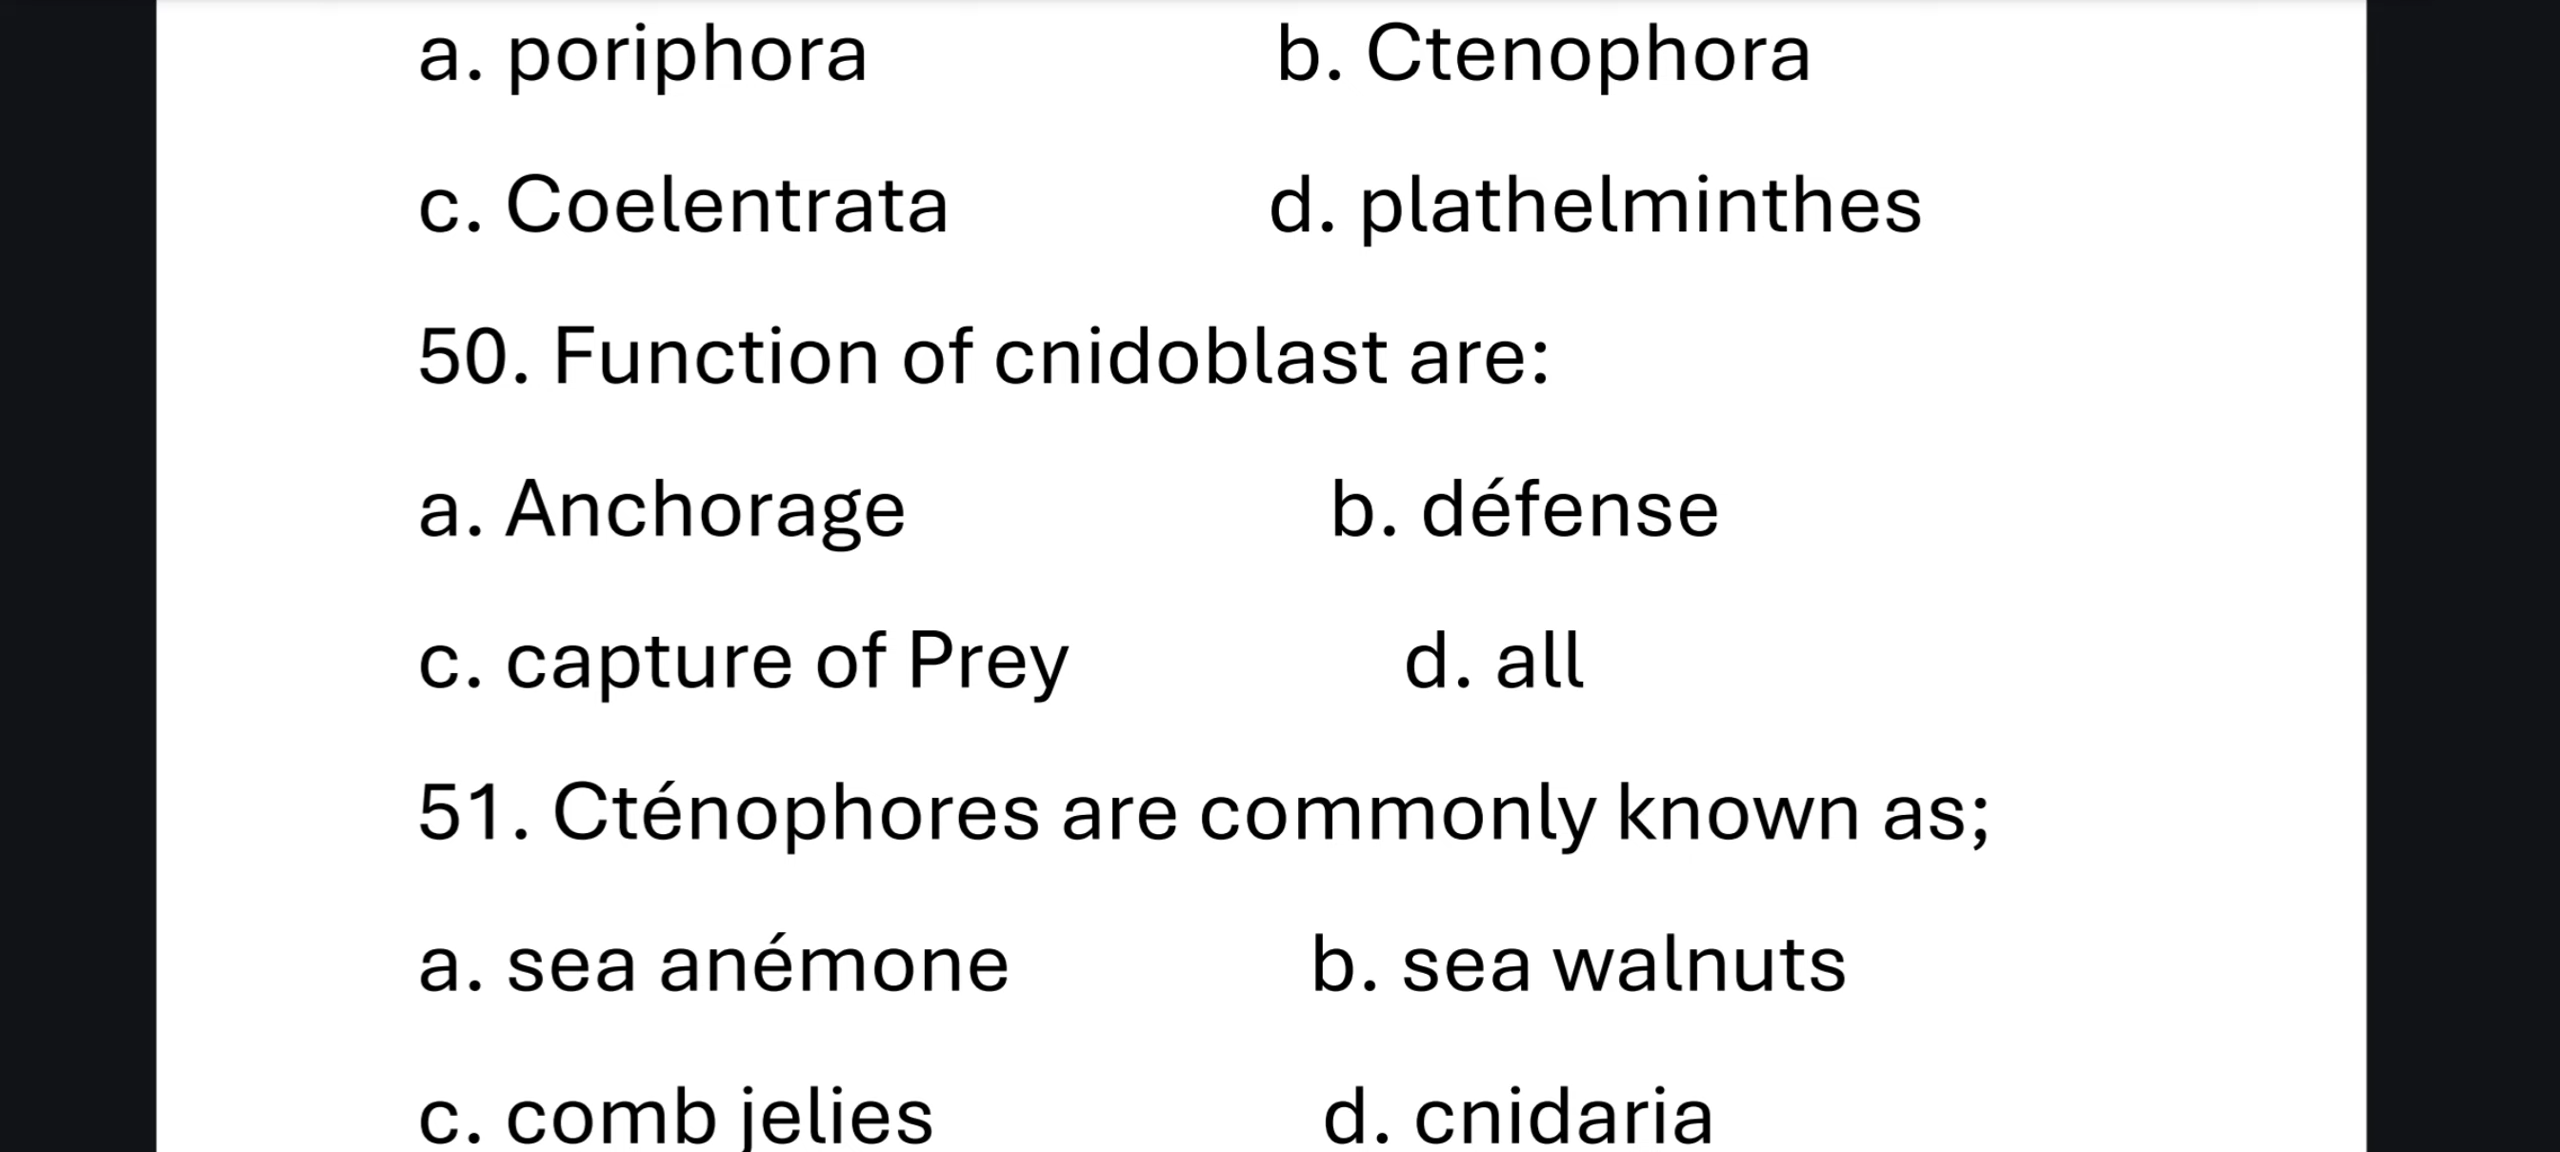 a. poriphora b. Ctenophora
c. Coelentrata d. plathelminthes
50. Function of cnidoblast are:
a. Anchorage b. défense
c. capture of Prey d. all
51. Cténophores are commonly known as;
a. sea anémone b. sea walnuts
c. comb jelies d. cnidaria